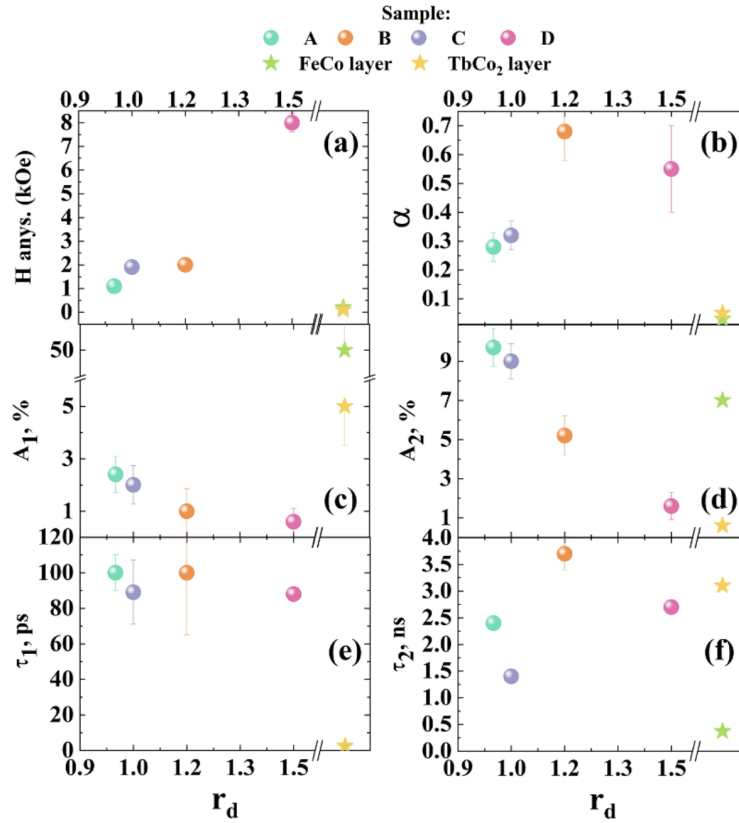 Sample:
A B C D
FeCo layer TbCo₂ layer
0.9 1.0 1.2 1.3 1.5
0.9 1.0 1.2 1.3 1.5
8
7
6
5
4
3
2
1
0
H anys. (kOe)
(a)
0.7
0.6
0.5
0.4
0.3
0.2
0.1
α
(b)
50
5
3
1
A₁, %
(c)
9
7
5
3
1
A₂, %
(d)
120
100
80
60
40
20
0
τ₁, ps
(e)
4.0
3.5
3.0
2.5
2.0
1.5
1.0
0.5
0.0
τ₂, ns
(f)
0.9 1.0 1.2 1.3 1.5
0.9 1.0 1.2 1.3 1.5
r_d
r_d